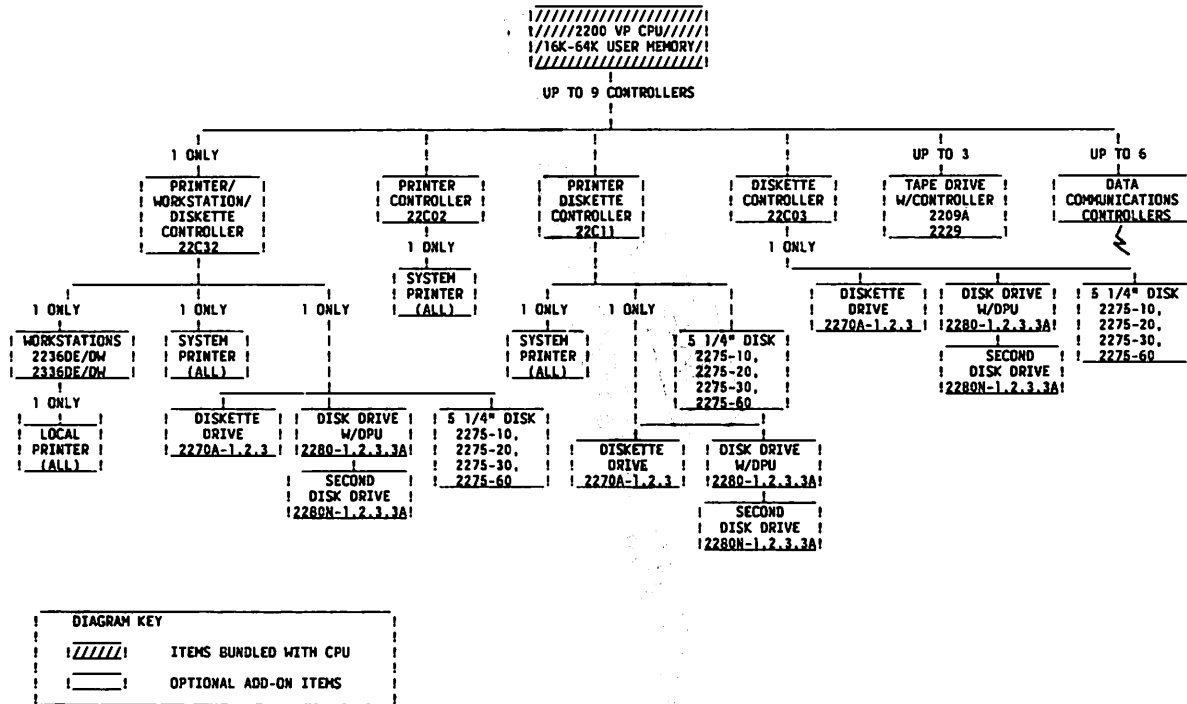 2200 VP CPU
16K-64K USER MEMORY
UP TO 9 CONTROLLERS
1 ONLY
PRINTER/
WORKSTATION/
DISKETTE
CONTROLLER
22C32
PRINTER
CONTROLLER
22C02
1 ONLY
SYSTEM
PRINTER
(ALL)
PRINTER
DISKETTE
CONTROLLER
22C11
DISKETTE
CONTROLLER
22C03
1 ONLY
UP TO 3
TAPE DRIVE
W/CONTROLLER
2209A
2229
UP TO 6
DATA
COMMUNICATIONS
CONTROLLERS
1 ONLY
WORKSTATIONS
2236DE/DW
2336DE/DW
1 ONLY
LOCAL
PRINTER
(ALL)
1 ONLY
SYSTEM
PRINTER
(ALL)
1 ONLY
DISKETTE
DRIVE
2270A-1,2,3
DISK DRIVE
W/DPU
2280-1,2,3,3A
SECOND
DISK DRIVE
2280N-1,2,3,3A
5 1/4" DISK
2275-10,
2275-20,
2275-30,
2275-60
1 ONLY
SYSTEM
PRINTER
(ALL)
1 ONLY
5 1/4" DISK
2275-10,
2275-20,
2275-30,
2275-60
DISKETTE
DRIVE
2270A-1,2,3
DISK DRIVE
W/DPU
2280-1,2,3,3A
SECOND
DISK DRIVE
2280N-1,2,3,3A
DISKETTE
DRIVE
2270A-1,2,3
DISK DRIVE
W/DPU
2280-1,2,3,3A
SECOND
DISK DRIVE
2280N-1,2,3,3A
5 1/4" DISK
2275-10,
2275-20,
2275-30,
2275-60
DIAGRAM KEY
ITEMS BUNDLED WITH CPU
OPTIONAL ADD-ON ITEMS